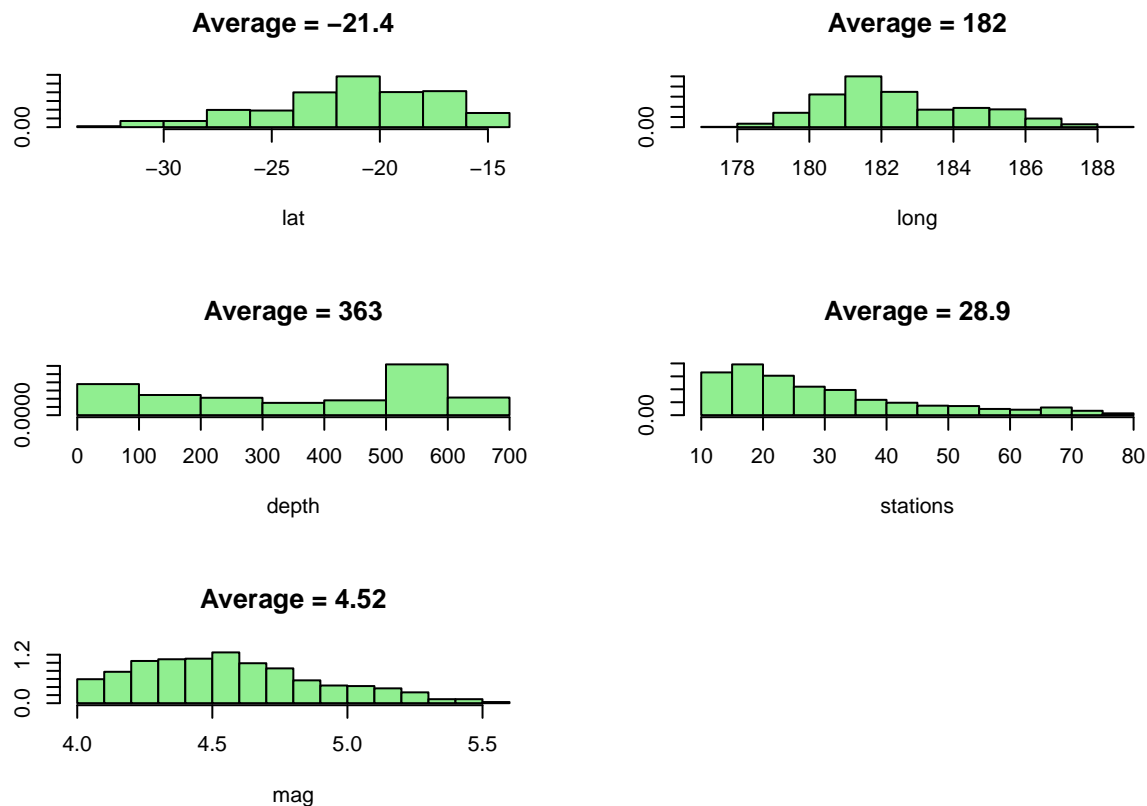 Average = −21.4
0.00
−30 −25 −20 −15
lat
Average = 182
0.00
178 180 182 184 186 188
long
Average = 363
0.0000
0 100 200 300 400 500 600 700
depth
Average = 28.9
0.00
10 20 30 40 50 60 70 80
stations
Average = 4.52
0.0 1.2
4.0 4.5 5.0 5.5
mag